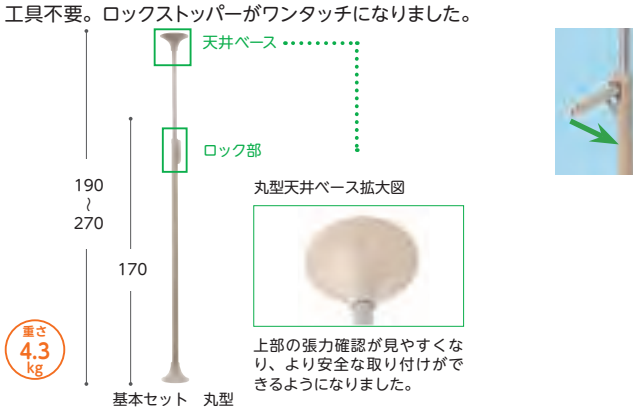 工具不要。ロックストッパーがワンタッチになりました。
天井ベース
ロック部
190
〜
270
170
丸型天井ベース拡大図
重さ
4.3
kg
上部の張力確認が見やすくな
り、より安全な取り付けがで
きるようになりました。
基本セット　丸型